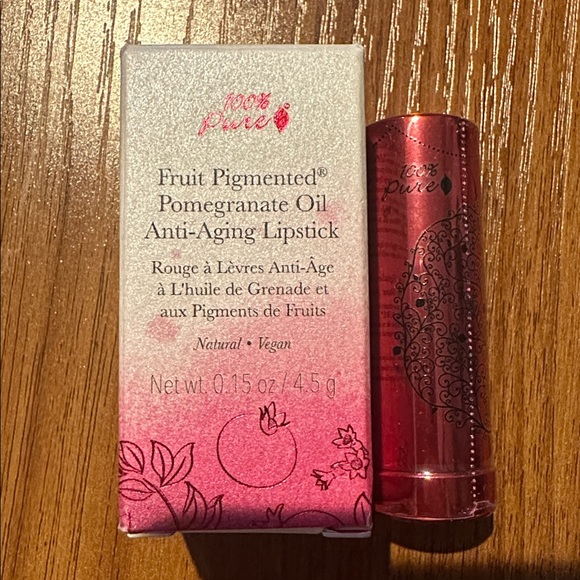 100%
Pure
Fruit Pigmented®
Pomegranate Oil
Anti-Aging Lipstick
Rouge à Lèvres Anti-Âge
à L'huile de Grenade et
aux Pigments de Fruits
Natural • Vegan
Net wt. 0.15 oz / 4.5 g
100%
Pure